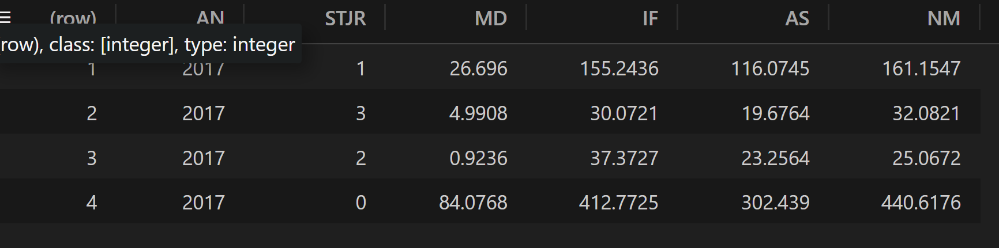 ☰ (row) AN STJR MD IF AS NM
row), class: [integer], type: integer
1 2017 1 26.696 155.2436 116.0745 161.1547
2 2017 3 4.9908 30.0721 19.6764 32.0821
3 2017 2 0.9236 37.3727 23.2564 25.0672
4 2017 0 84.0768 412.7725 302.439 440.6176